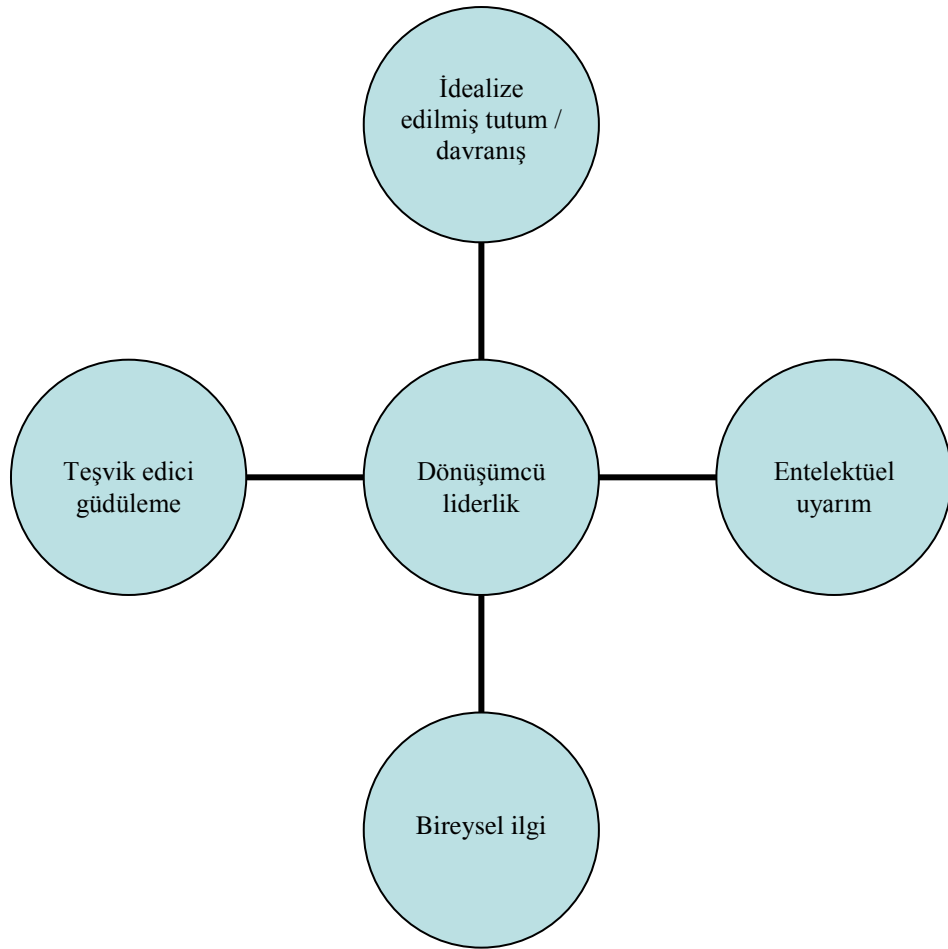 İdealize
edilmiş tutum /
davranış
Teşvik edici
güdüleme
Dönüşümcü
liderlik
Entelektüel
uyarım
Bireysel ilgi